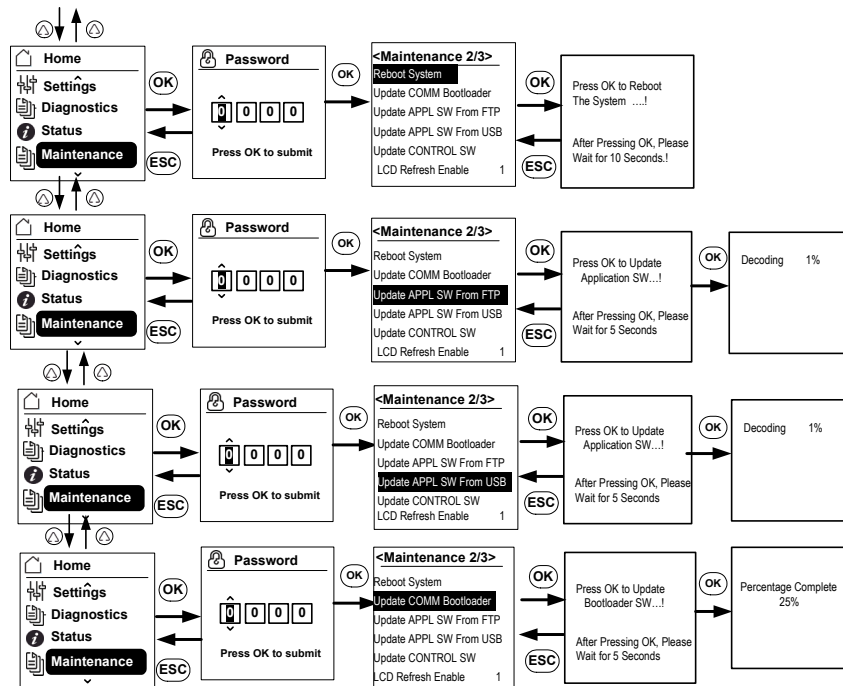 Home
Settings
Diagnostics
Status
Maintenance
OK
ESC
Password
0 0 0 0
Press OK to submit
OK
<Maintenance 2/3>
Reboot System
Update COMM Bootloader
Update APPL SW From FTP
Update APPL SW From USB
Update CONTROL SW
LCD Refresh Enable 1
OK
ESC
Press OK to Reboot
The System ....!
After Pressing OK, Please
Wait for 10 Seconds.!
Home
Settings
Diagnostics
Status
Maintenance
OK
ESC
Password
0 0 0 0
Press OK to submit
OK
<Maintenance 2/3>
Reboot System
Update COMM Bootloader
Update APPL SW From FTP
Update APPL SW From USB
Update CONTROL SW
LCD Refresh Enable 1
OK
ESC
Press OK to Update
Application SW...!
After Pressing OK, Please
Wait for 5 Seconds
OK
Decoding 1%
Home
Settings
Diagnostics
Status
Maintenance
OK
ESC
Password
0 0 0 0
Press OK to submit
OK
<Maintenance 2/3>
Reboot System
Update COMM Bootloader
Update APPL SW From FTP
Update APPL SW From USB
Update CONTROL SW
LCD Refresh Enable 1
OK
ESC
Press OK to Update
Application SW...!
After Pressing OK, Please
Wait for 5 Seconds
OK
Decoding 1%
Home
Settings
Diagnostics
Status
Maintenance
OK
ESC
Password
0 0 0 0
Press OK to submit
OK
<Maintenance 2/3>
Reboot System
Update COMM Bootloader
Update APPL SW From FTP
Update APPL SW From USB
Update CONTROL SW
LCD Refresh Enable 1
OK
ESC
Press OK to Update
Bootloader SW...!
After Pressing OK, Please
Wait for 5 Seconds
OK
Percentage Complete
25%